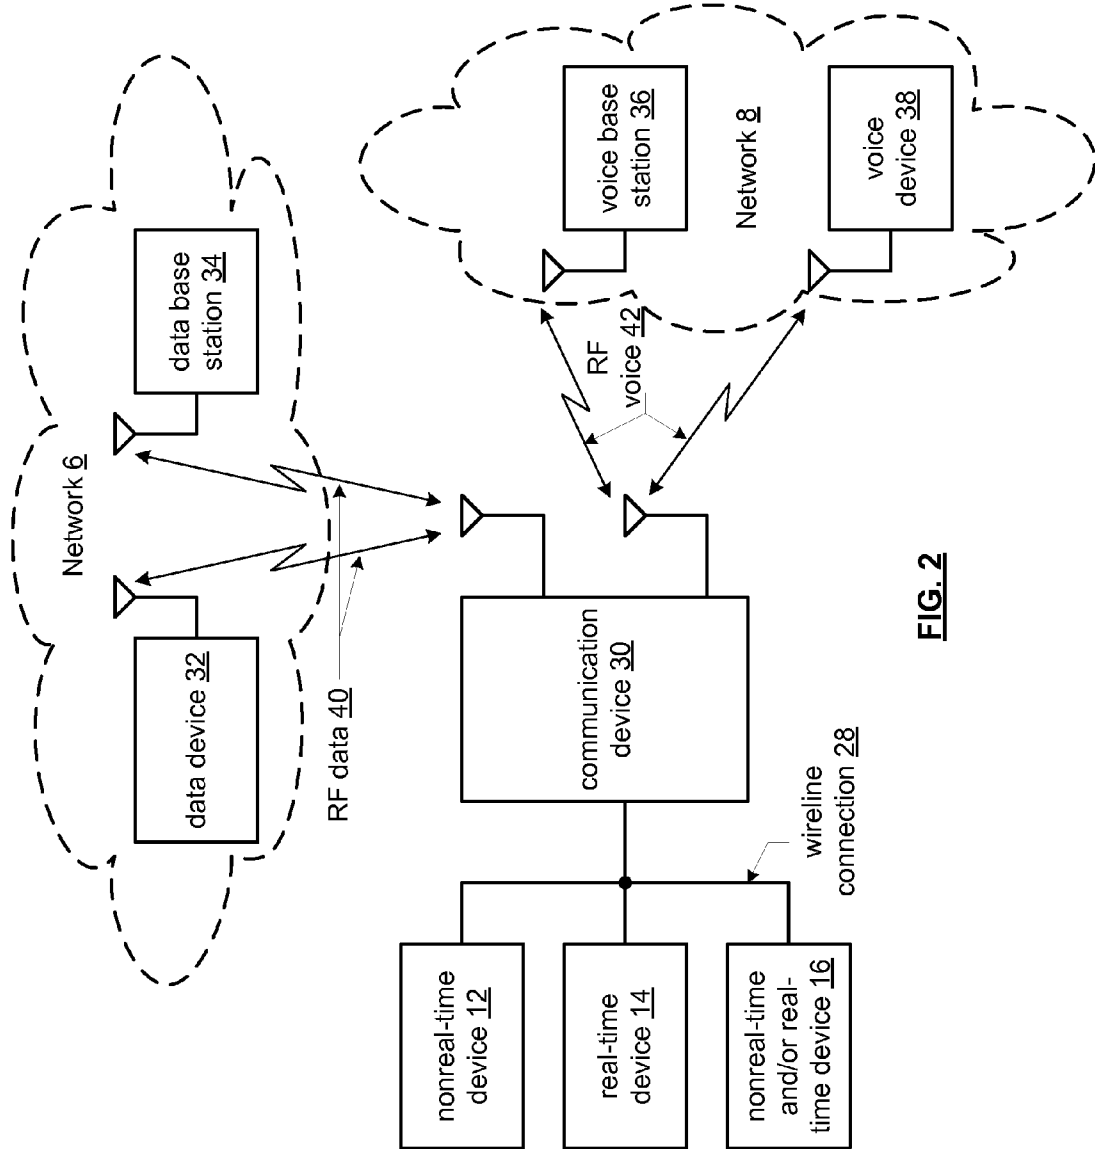 Network 6
data device 32
data base
station 34
RF data 40
nonreal-time
device 12
real-time
device 14
nonreal-time
and/or real-
time device 16
communication
device 30
wireline
connection 28
RF
voice 42
voice base
station 36
Network 8
voice
device 38
FIG. 2